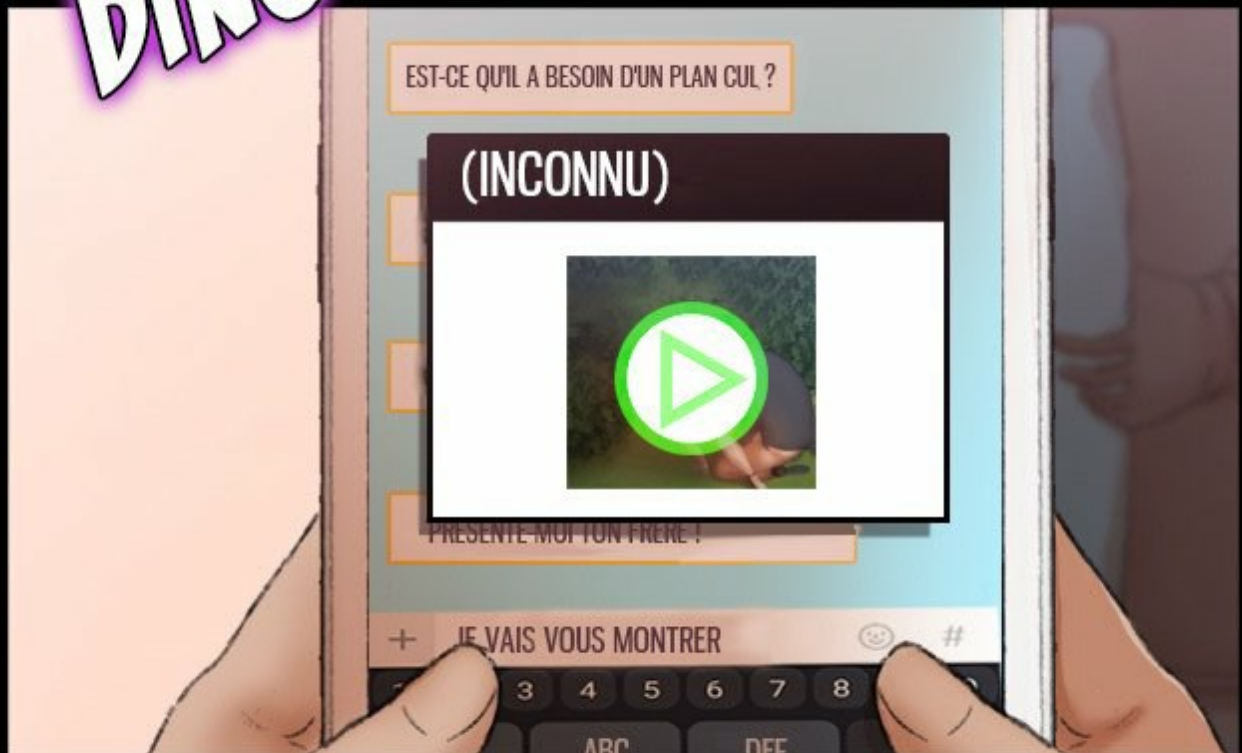 DING
EST-CE QU'IL A BESOIN D'UN PLAN CUL ?
(INCONNU)
PRÉSENTE-MOI TON FRÈRE !
+ JE VAIS VOUS MONTRER #
3 4 5 6 7 8
ABC DEF